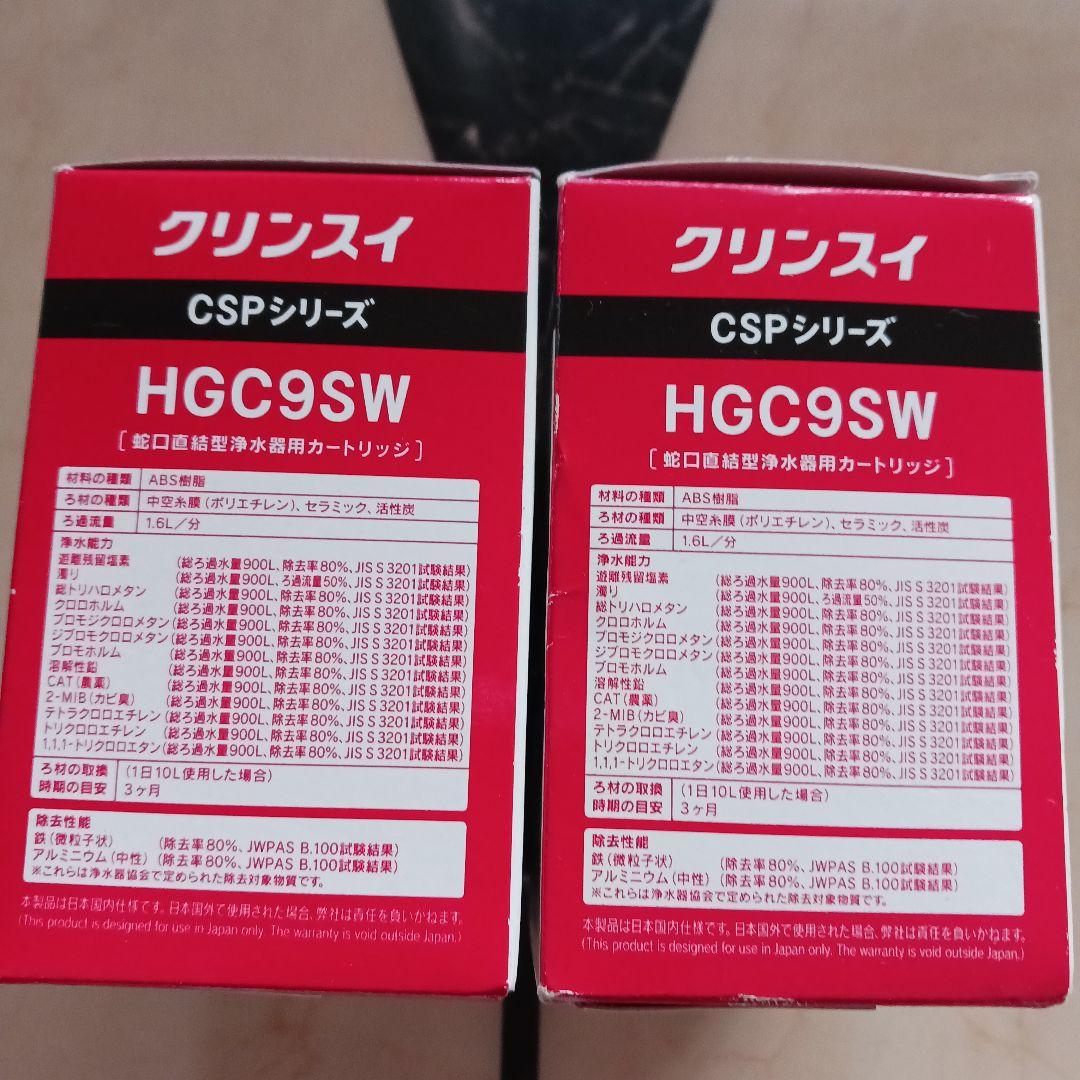 クリンスイ
CSPシリーズ
HGC9SW
[蛇口直結型浄水器用カートリッジ]
材料の種類 ABS樹脂
ろ材の種類 中空糸膜(ポリエチレン)、セラミック、活性炭
ろ過流量 1.6L/分
浄水能力
遊離残留塩素 (総ろ過水量900L、除去率80%、JIS S 3201試験結果)
濁り (総ろ過水量900L、ろ過流量50%、JIS S 3201試験結果)
総トリハロメタン (総ろ過水量900L、除去率80%、JIS S 3201試験結果)
クロロホルム (総ろ過水量900L、除去率80%、JIS S 3201試験結果)
ブロモジクロロメタン(総ろ過水量900L、除去率80%、JIS S 3201試験結果)
ジブロモクロロメタン(総ろ過水量900L、除去率80%、JIS S 3201試験結果)
ブロモホルム (総ろ過水量900L、除去率80%、JIS S 3201試験結果)
溶解性鉛 (総ろ過水量900L、除去率80%、JIS S 3201試験結果)
CAT(農薬) (総ろ過水量900L、除去率80%、JIS S 3201試験結果)
2-MIB(カビ臭) (総ろ過水量900L、除去率80%、JIS S 3201試験結果)
テトラクロロエチレン(総ろ過水量900L、除去率80%、JIS S 3201試験結果)
トリクロロエチレン (総ろ過水量900L、除去率80%、JIS S 3201試験結果)
1,1,1-トリクロロエタン(総ろ過水量900L、除去率80%、JIS S 3201試験結果)
ろ材の取換 (1日10L使用した場合)
時期の目安 3ヶ月
除去性能
鉄(微粒子状) (除去率80%、JWPAS B.100試験結果)
アルミニウム(中性) (除去率80%、JWPAS B.100試験結果)
※これらは浄水器協会で定められた除去対象物質です。
本製品は日本国内仕様です。日本国外で使用された場合、弊社は責任を負いかねます。
(This product is designed for use in Japan only. The warranty is void outside Japan.)
クリンスイ
CSPシリーズ
HGC9SW
[蛇口直結型浄水器用カートリッジ]
材料の種類 ABS樹脂
ろ材の種類 中空糸膜(ポリエチレン)、セラミック、活性炭
ろ過流量 1.6L/分
浄水能力
遊離残留塩素 (総ろ過水量900L、除去率80%、JIS S 3201試験結果)
濁り (総ろ過水量900L、ろ過流量50%、JIS S 3201試験結果)
総トリハロメタン (総ろ過水量900L、除去率80%、JIS S 3201試験結果)
クロロホルム (総ろ過水量900L、除去率80%、JIS S 3201試験結果)
ブロモジクロロメタン(総ろ過水量900L、除去率80%、JIS S 3201試験結果)
ジブロモクロロメタン(総ろ過水量900L、除去率80%、JIS S 3201試験結果)
ブロモホルム (総ろ過水量900L、除去率80%、JIS S 3201試験結果)
溶解性鉛 (総ろ過水量900L、除去率80%、JIS S 3201試験結果)
CAT(農薬) (総ろ過水量900L、除去率80%、JIS S 3201試験結果)
2-MIB(カビ臭) (総ろ過水量900L、除去率80%、JIS S 3201試験結果)
テトラクロロエチレン (総ろ過水量900L、除去率80%、JIS S 3201試験結果)
トリクロロエチレン (総ろ過水量900L、除去率80%、JIS S 3201試験結果)
1,1,1-トリクロロエタン(総ろ過水量900L、除去率80%、JIS S 3201試験結果)
ろ材の取換 (1日10L使用した場合)
時期の目安 3ヶ月
除去性能
鉄(微粒子状) (除去率80%、JWPAS B.100試験結果)
アルミニウム(中性) (除去率80%、JWPAS B.100試験結果)
※これらは浄水器協会で定められた除去対象物質です。
本製品は日本国内仕様です。日本国外で使用された場合、弊社は責任を負いかねます。
(This product is designed for use in Japan only. The warranty is void outside Japan.)